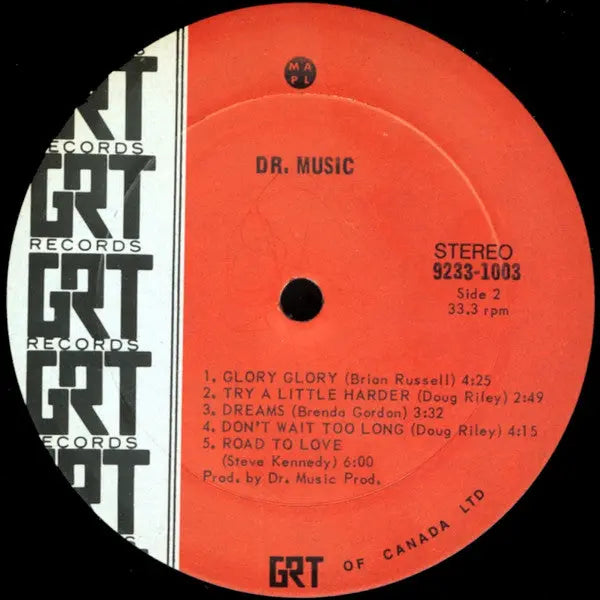 MA
PL
DR. MUSIC
RT
ECORDS
GRT
RECORDS
GRT
RECORDS
GRT
ECORDS
GRT
STEREO
9233-1003
Side 2
33.3 rpm
1. GLORY GLORY (Brian Russell) 4:25
2. TRY A LITTLE HARDER (Doug Riley) 2:49
3. DREAMS (Brenda Gordon) 3:32
4. DON'T WAIT TOO LONG (Doug Riley) 4:15
5. ROAD TO LOVE
(Steve Kennedy) 6:00
Prod. by Dr. Music Prod.
GRT OF CANADA LTD